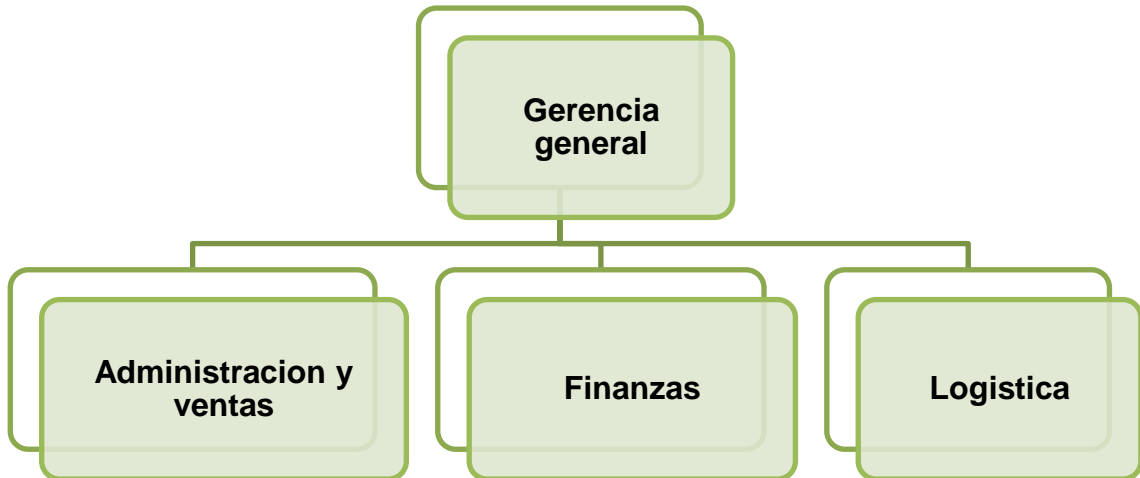 Gerencia
general
Administracion y
ventas
Finanzas
Logistica